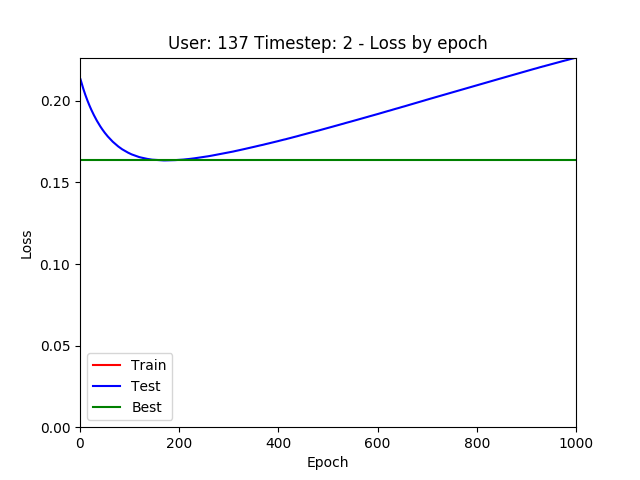 User: 137 Timestep: 2 - Loss by epoch
0.20
0.15
0.10
0.05
0.00
Loss
Train
Test
Best
0 200 400 600 800 1000
Epoch